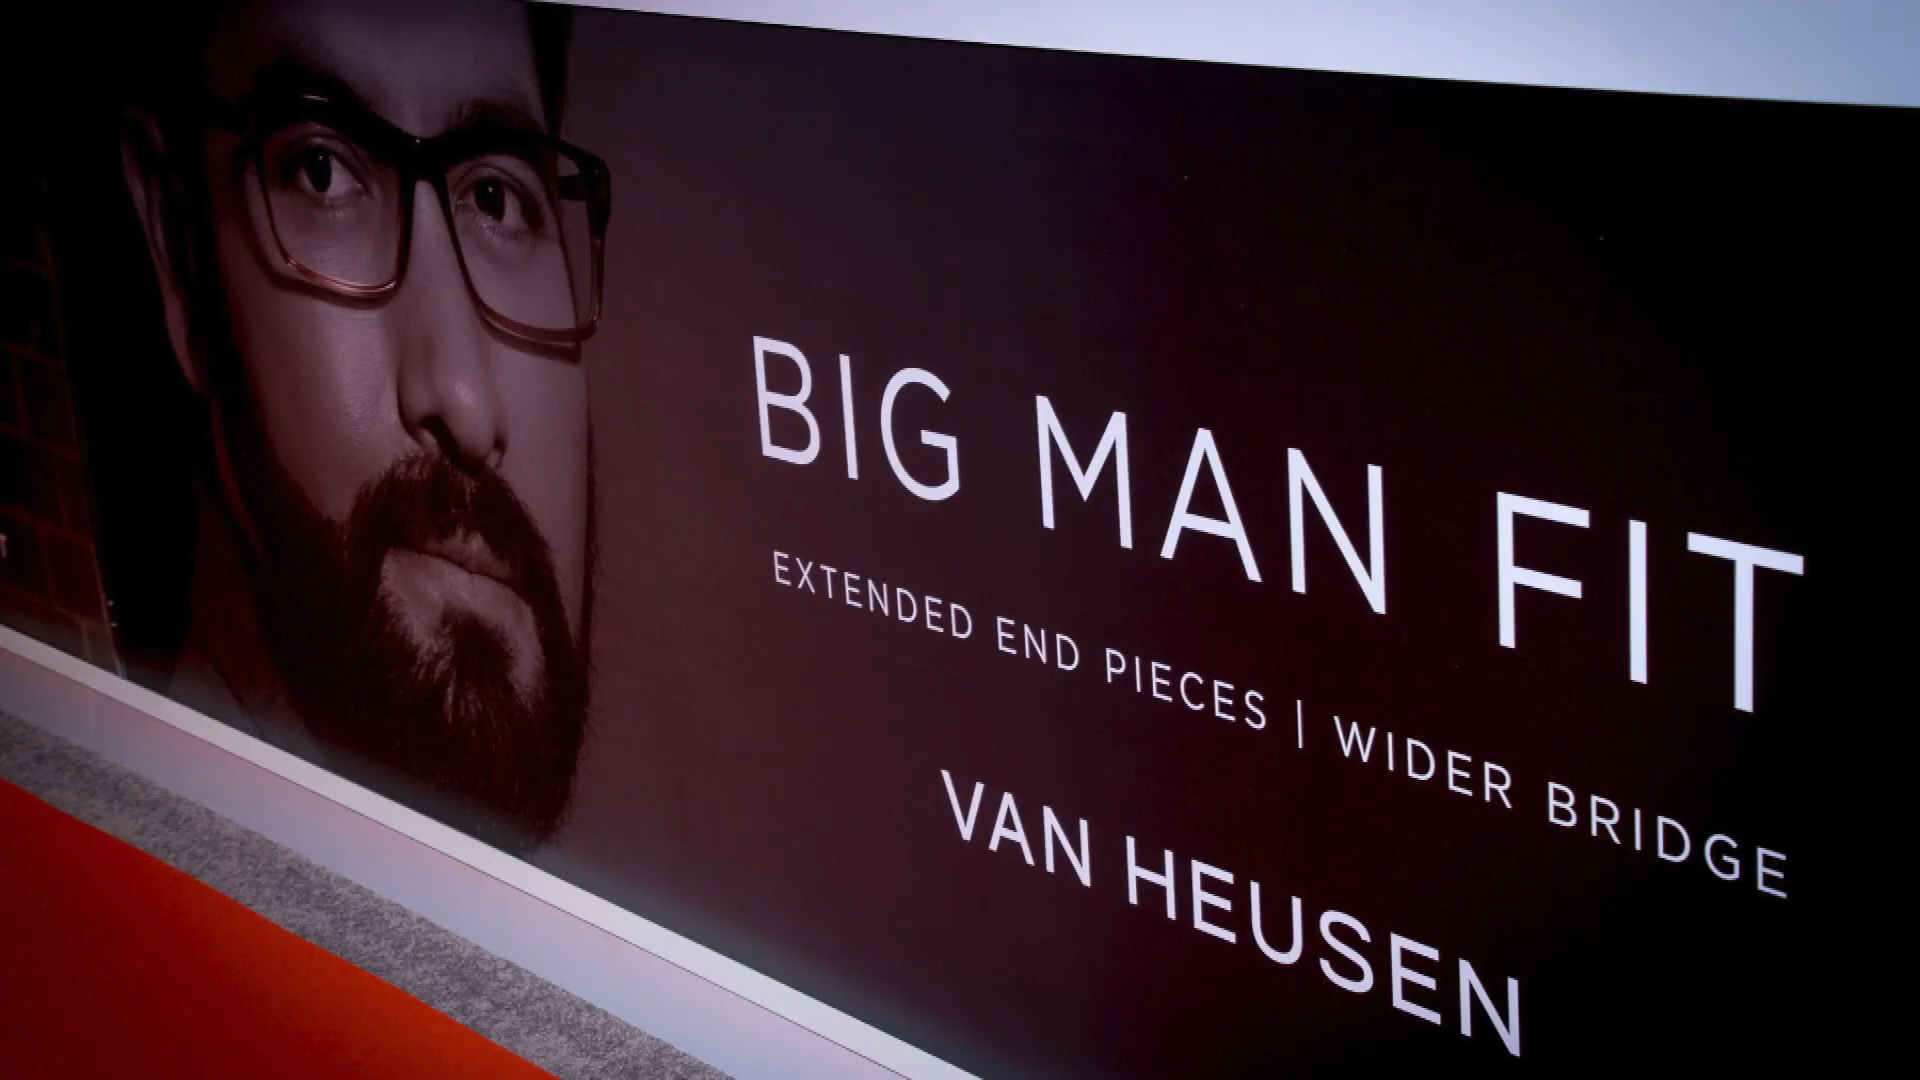 BIG MAN FIT
EXTENDED END PIECES | WIDER BRIDGE
VAN HEUSEN